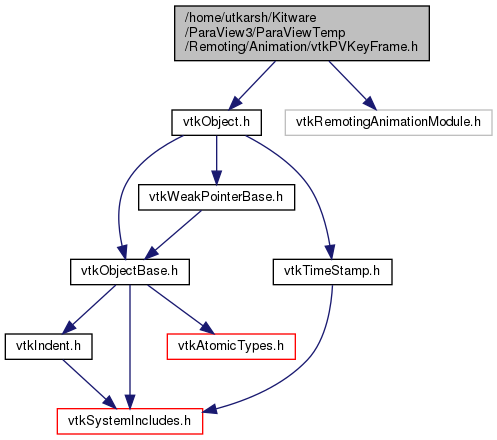 /home/utkarsh/Kitware
/ParaView3/ParaViewTemp
/Remoting/Animation/vtkPVKeyFrame.h
vtkObject.h
vtkRemotingAnimationModule.h
vtkWeakPointerBase.h
vtkObjectBase.h
vtkTimeStamp.h
vtkIndent.h
vtkAtomicTypes.h
vtkSystemIncludes.h